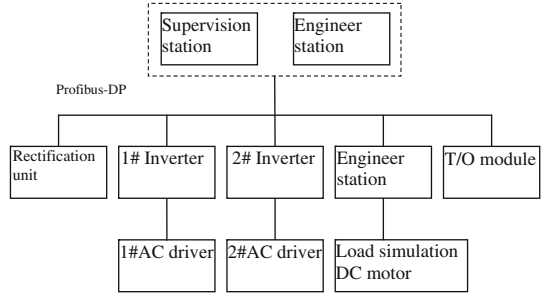 Supervision
station
Engineer
station
Profibus-DP
Rectification
unit
1# Inverter
2# Inverter
Engineer
station
T/O module
1#AC driver
2#AC driver
Load simulation
DC motor